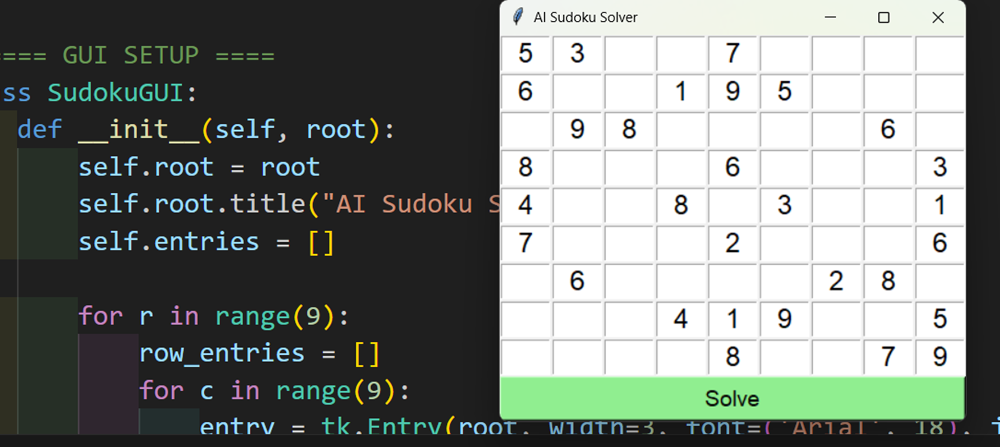 ==== GUI SETUP ====
ss SudokuGUI:
def __init__(self, root):
self.root = root
self.root.title("AI Sudoku S
self.entries = []
for r in range(9):
row_entries = []
for c in range(9):
entry = tk.Entry(root, width=3, font=('Arial', 18), i
AI Sudoku Solver
5 3 7
6 1 9 5
9 8 6
8 6 3
4 8 3 1
7 2 6
6 2 8
4 1 9 5
8 7 9
Solve